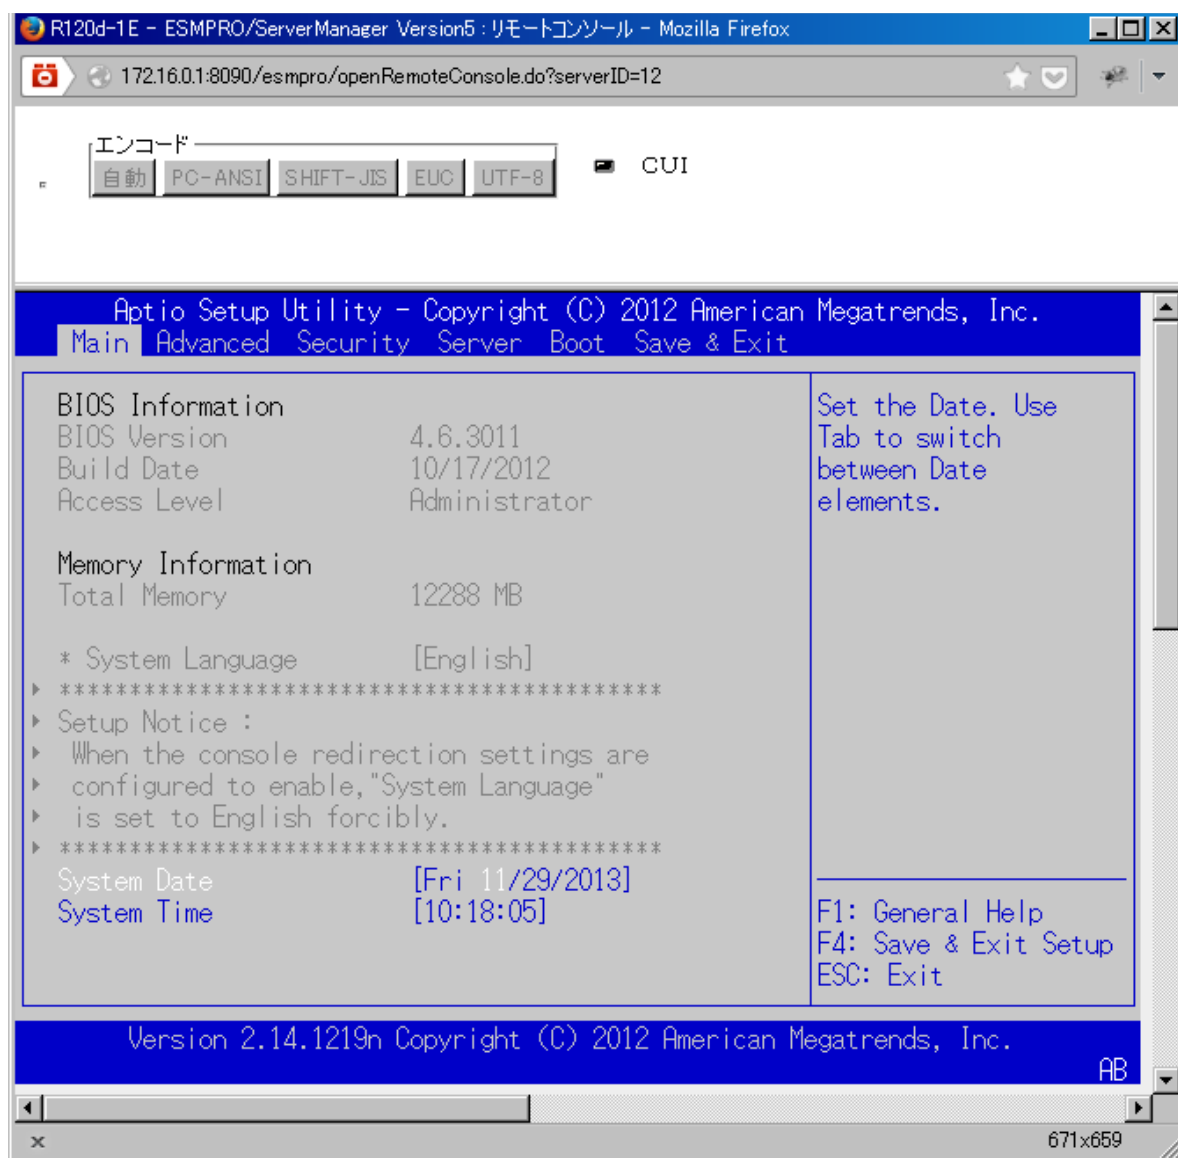 R120d-1E - ESMPRO/ServerManager Version5 : リモートコンソール - Mozilla Firefox
172.16.0.1:8090/esmpro/openRemoteConsole.do?serverID=12
エンコード
自動 PC-ANSI SHIFT-JIS EUC UTF-8 CUI
Aptio Setup Utility - Copyright (C) 2012 American Megatrends, Inc.
Main Advanced Security Server Boot Save & Exit
BIOS Information
BIOS Version 4.6.3011
Build Date 10/17/2012
Access Level Administrator
Memory Information
Total Memory 12288 MB
* System Language [English]
*******************************************
Setup Notice :
When the console redirection settings are
configured to enable,"System Language"
is set to English forcibly.
*******************************************
System Date [Fri 11/29/2013]
System Time [10:18:05]
Set the Date. Use
Tab to switch
between Date
elements.
F1: General Help
F4: Save & Exit Setup
ESC: Exit
Version 2.14.1219n Copyright (C) 2012 American Megatrends, Inc.
AB
671x659